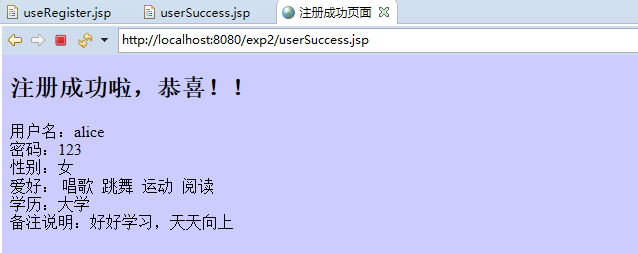 useRegister.jsp userSuccess.jsp 注册成功页面
http://localhost:8080/exp2/userSuccess.jsp
注册成功啦，恭喜！！
用户名：alice
密码：123
性别：女
爱好： 唱歌 跳舞 运动 阅读
学历：大学
备注说明：好好学习，天天向上